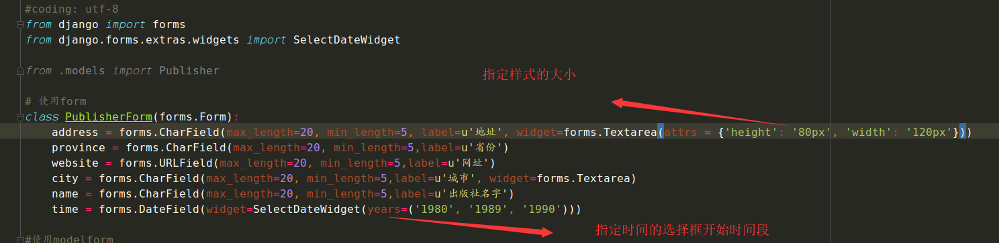 #coding: utf-8
from django import forms
from django.forms.extras.widgets import SelectDateWidget
from .models import Publisher
指定样式的大小
# 使用form
class PublisherForm(forms.Form):
address = forms.CharField(max_length=20, min_length=5, label=u'地址', widget=forms.Textarea(attrs = {'height': '80px', 'width': '120px'}))
province = forms.CharField(max_length=20, min_length=5,label=u'省份')
website = forms.URLField(max_length=20, min_length=5,label=u'网址')
city = forms.CharField(max_length=20, min_length=5,label=u'城市', widget=forms.Textarea)
name = forms.CharField(max_length=20, min_length=5,label=u'出版社名字')
time = forms.DateField(widget=SelectDateWidget(years=('1980', '1989', '1990')))
指定时间的选择框开始时间段
#使用modelform